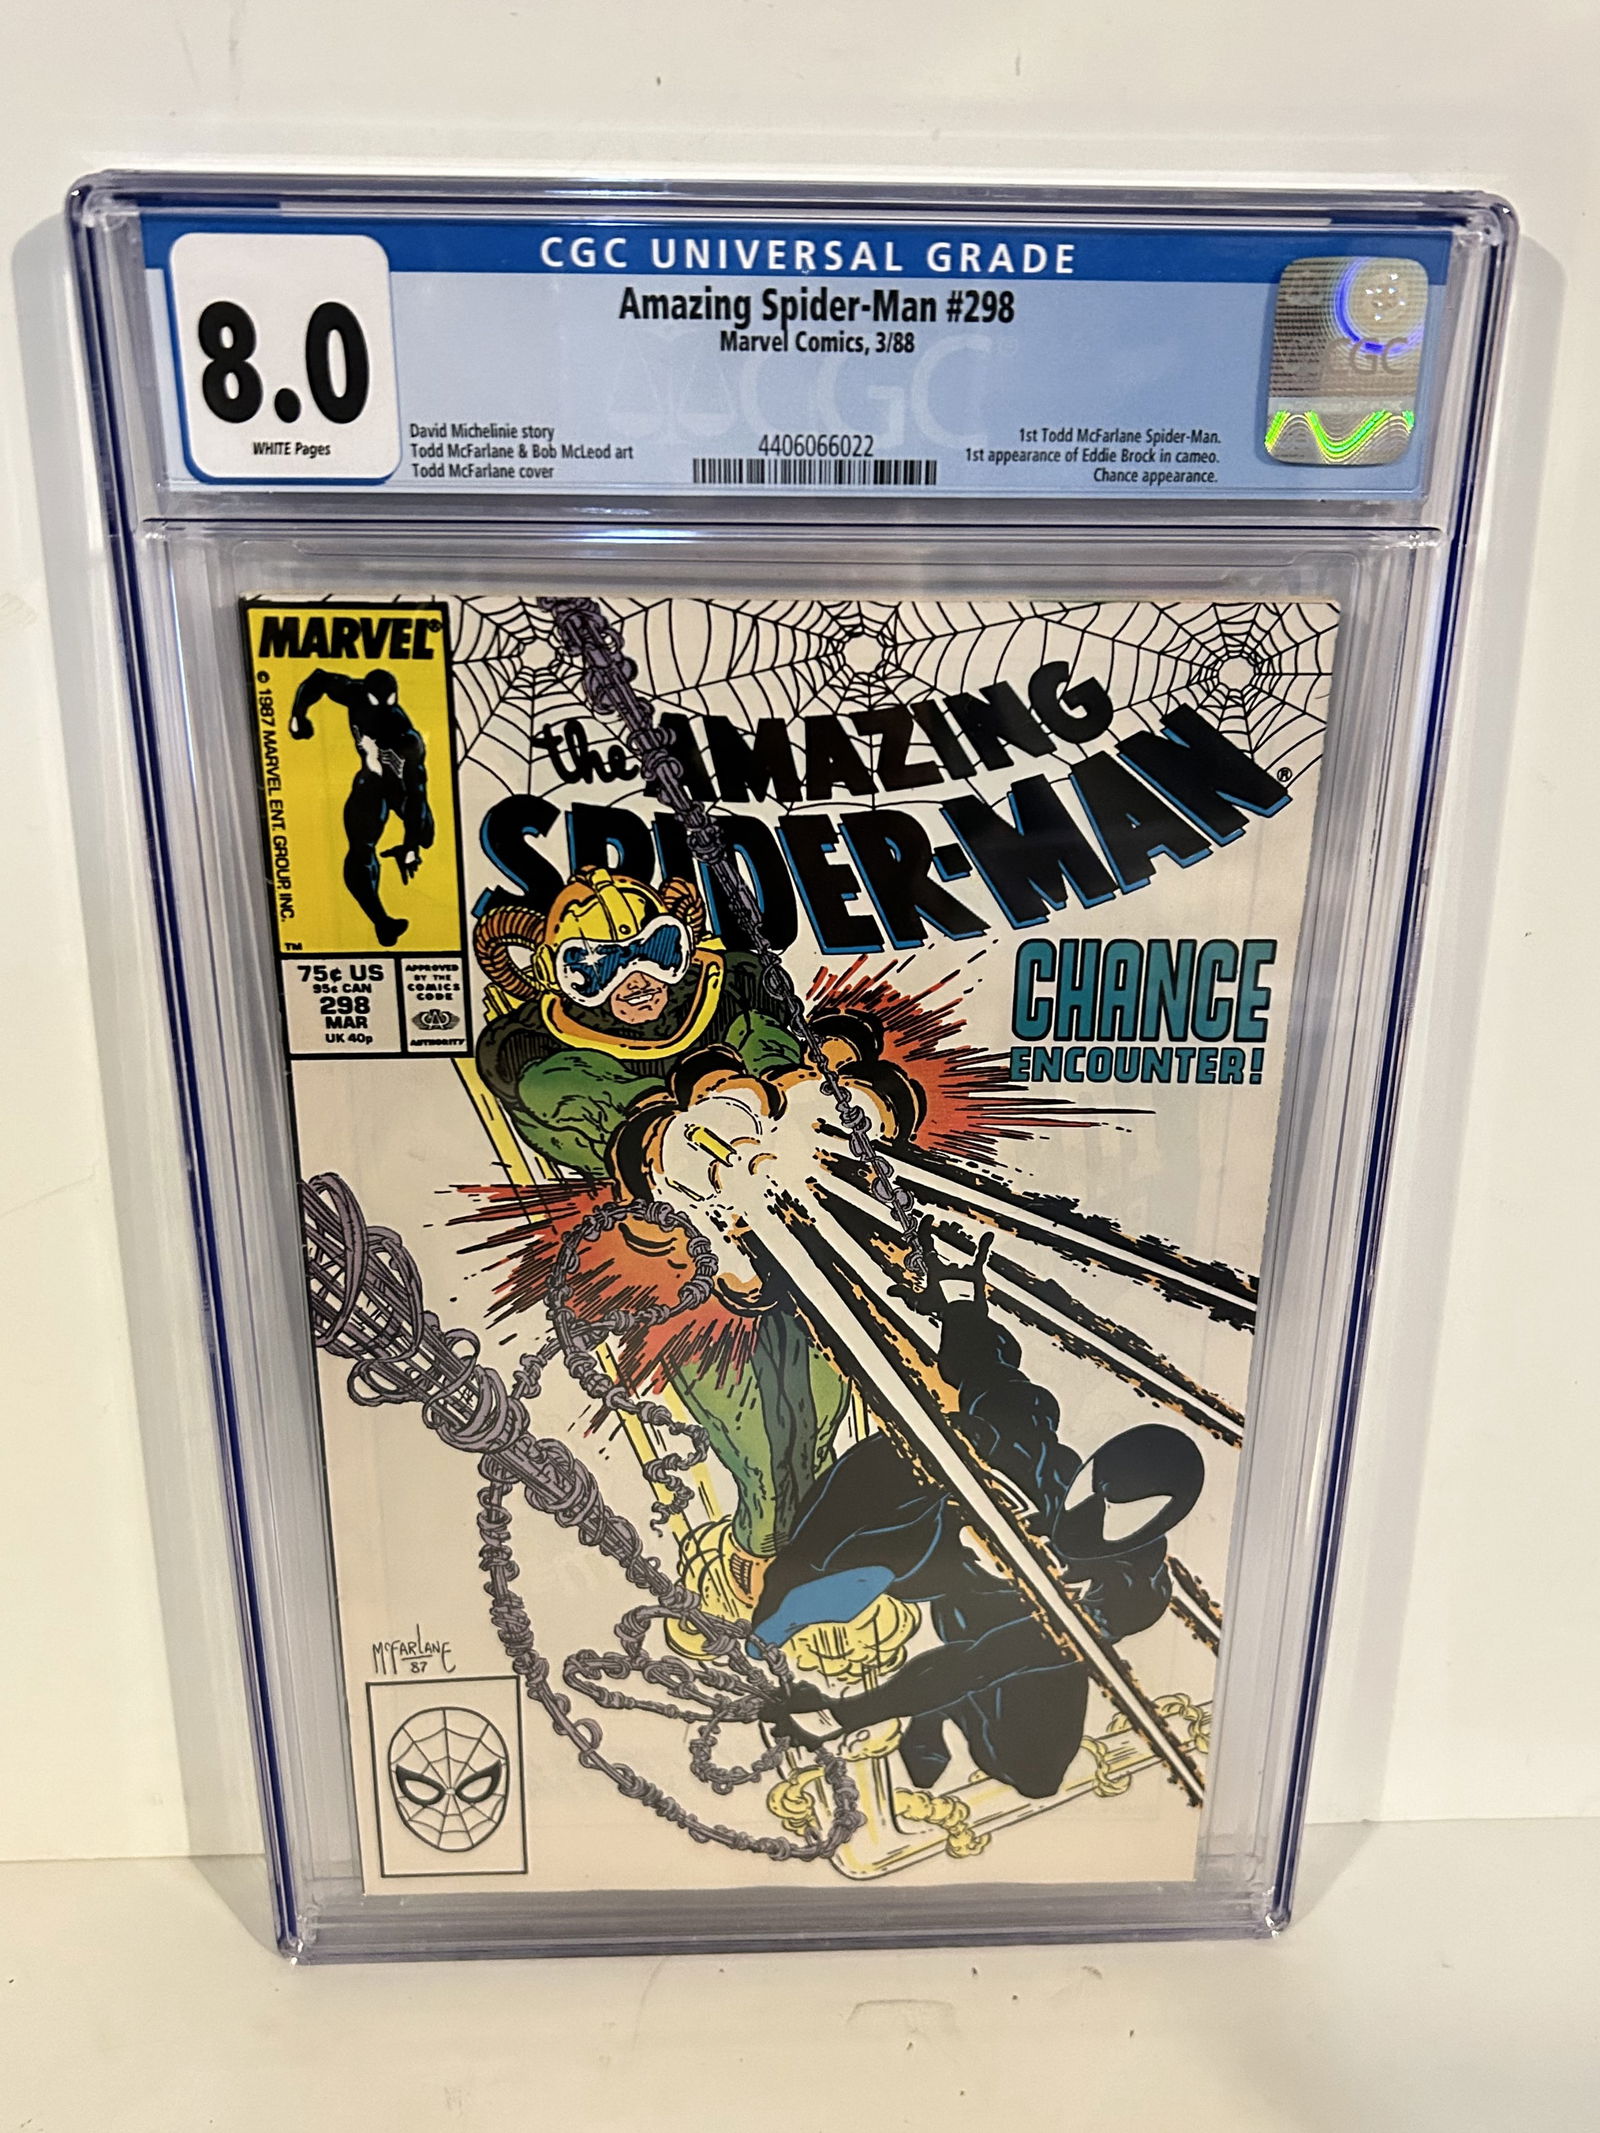 CGC UNIVERSAL GRADE
8.0
WHITE Pages
Amazing Spider-Man #298
Marvel Comics, 3/88
CGC
David Michelinie story
Todd McFarlane & Bob McLeod art
Todd McFarlane cover
4406066022
1st Todd McFarlane Spider-Man.
1st appearance of Eddie Brock in cameo.
Chance appearance.
CGC
MARVEL®
© 1987 MARVEL ENT. GROUP, INC.
TM
75¢ US
95¢ CAN
298
MAR
UK 40p
APPROVED
BY THE
COMICS
CODE
AUTHORITY
the AMAZING
SPIDER-MAN®
CHANCE
ENCOUNTER!
McFARLANE
87